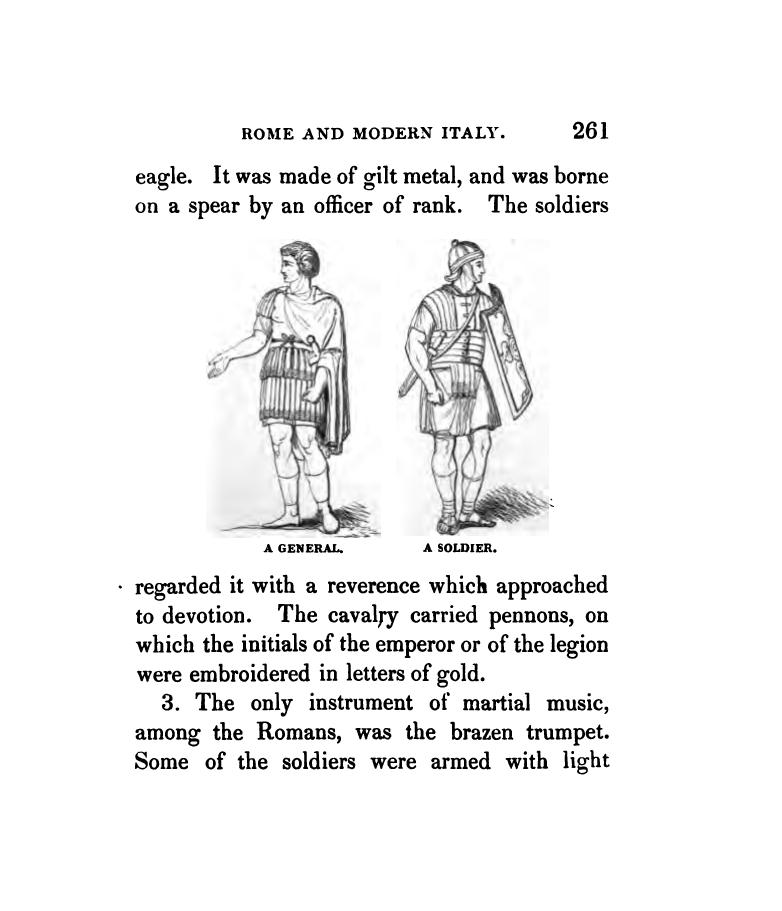 ROME AND MODERN ITALY. 261
eagle. It was made of gilt metal, and was borne
on a spear by an officer of rank. The soldiers
A GENERAL. A SOLDIER.
regarded it with a reverence which approached
to devotion. The cavalry carried pennons, on
which the initials of the emperor or of the legion
were embroidered in letters of gold.
3. The only instrument of martial music,
among the Romans, was the brazen trumpet.
Some of the soldiers were armed with light